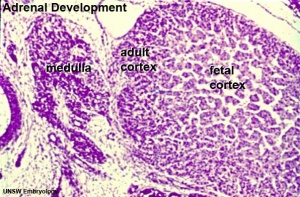 Adrenal Development
medulla
adult
cortex
fetal
cortex
UNSW Embryology